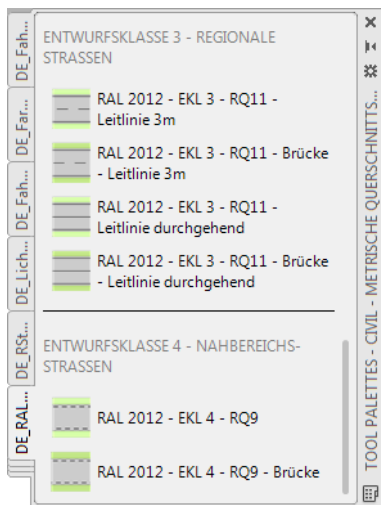 DE_Fah...
DE_Far...
DE_Fah...
DE_Lich...
DE_RSt...
DE_RAL...
ENTWURFSKLASSE 3 - REGIONALE
STRASSEN
RAL 2012 - EKL 3 - RQ11 -
Leitlinie 3m
RAL 2012 - EKL 3 - RQ11 - Brücke
- Leitlinie 3m
RAL 2012 - EKL 3 - RQ11 -
Leitlinie durchgehend
RAL 2012 - EKL 3 - RQ11 - Brücke
- Leitlinie durchgehend
ENTWURFSKLASSE 4 - NAHBEREICHS-
STRASSEN
RAL 2012 - EKL 4 - RQ9
RAL 2012 - EKL 4 - RQ9 - Brücke
TOOL PALETTES - CIVIL - METRISCHE QUERSCHNITTS...